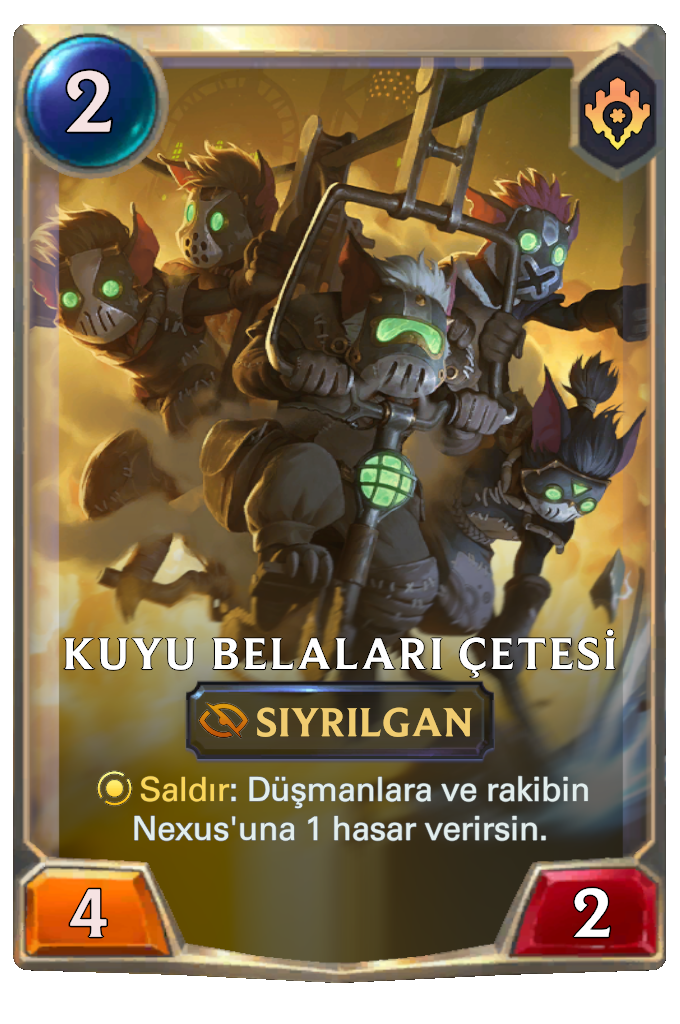 2
KUYU BELALARI ÇETESİ
SIYRILGAN
Saldır: Düşmanlara ve rakibin
Nexus'una 1 hasar verirsin.
4
2